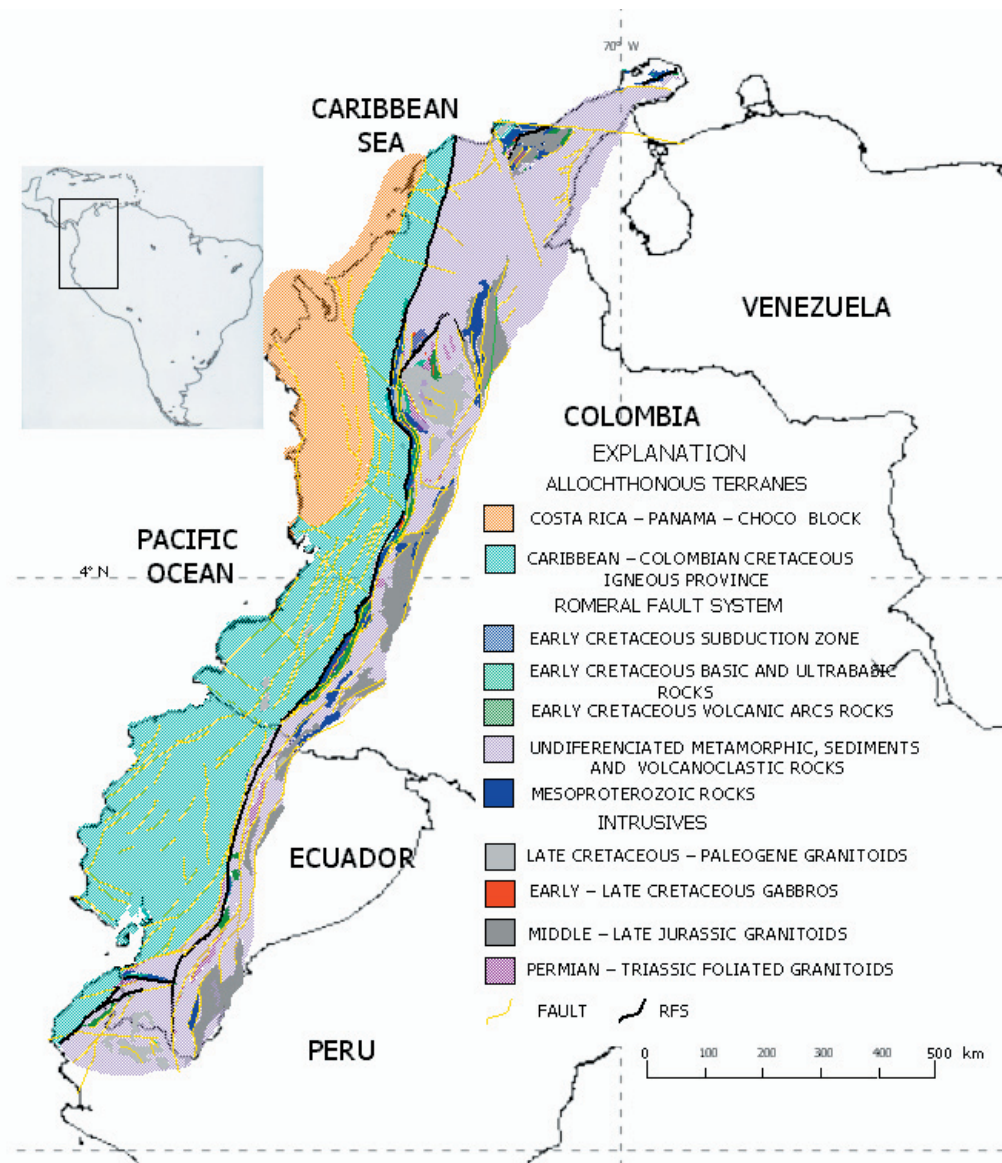 70° W
CARIBBEAN
SEA
VENEZUELA
COLOMBIA
PACIFIC
OCEAN
4° N
ECUADOR
PERU
EXPLANATION
ALLOCHTHONOUS TERRANES
COSTA RICA – PANAMA – CHOCO BLOCK
CARIBBEAN – COLOMBIAN CRETACEOUS
IGNEOUS PROVINCE
ROMERAL FAULT SYSTEM
EARLY CRETACEOUS SUBDUCTION ZONE
EARLY CRETACEOUS BASIC AND ULTRABASIC
ROCKS
EARLY CRETACEOUS VOLCANIC ARCS ROCKS
UNDIFERENCIATED METAMORPHIC, SEDIMENTS
AND VOLCANOCLASTIC ROCKS
MESOPROTEROZOIC ROCKS
INTRUSIVES
LATE CRETACEOUS – PALEOGENE GRANITOIDS
EARLY – LATE CRETACEOUS GABBROS
MIDDLE – LATE JURASSIC GRANITOIDS
PERMIAN – TRIASSIC FOLIATED GRANITOIDS
FAULT RFS
0 100 200 300 400 500 km